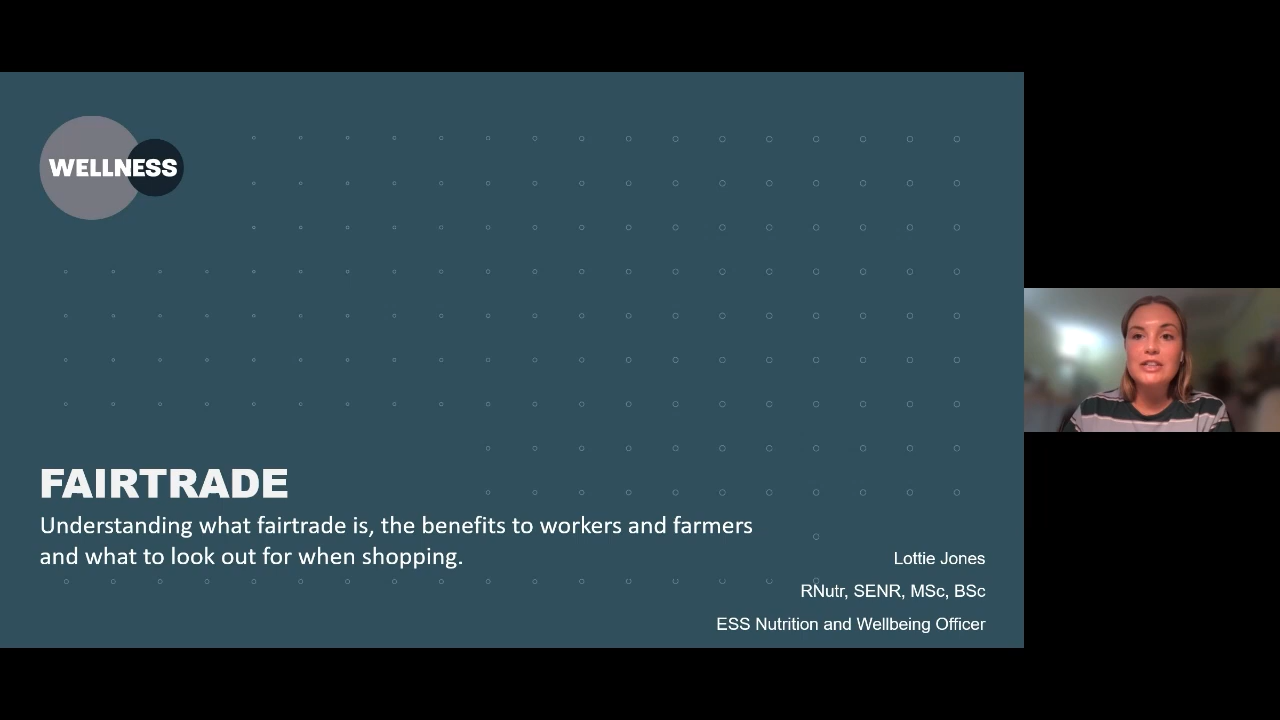 WELLNESS
FAIRTRADE
Understanding what fairtrade is, the benefits to workers and farmers
and what to look out for when shopping.
Lottie Jones
RNutr, SENR, MSc, BSc
ESS Nutrition and Wellbeing Officer